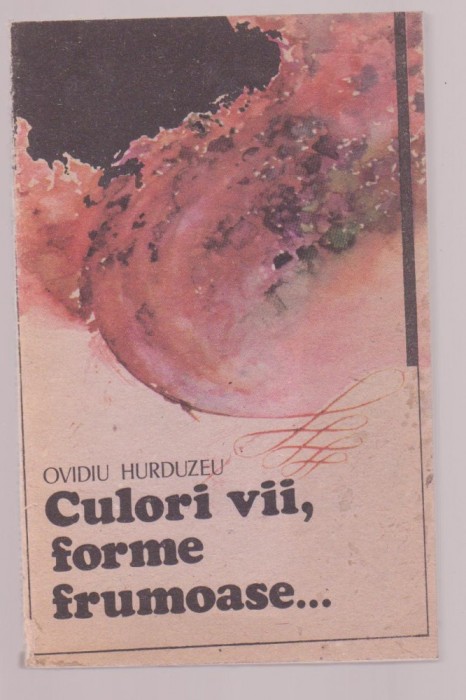 OVIDIU HURDUZEU
Culori vii,
forme
frumoase...